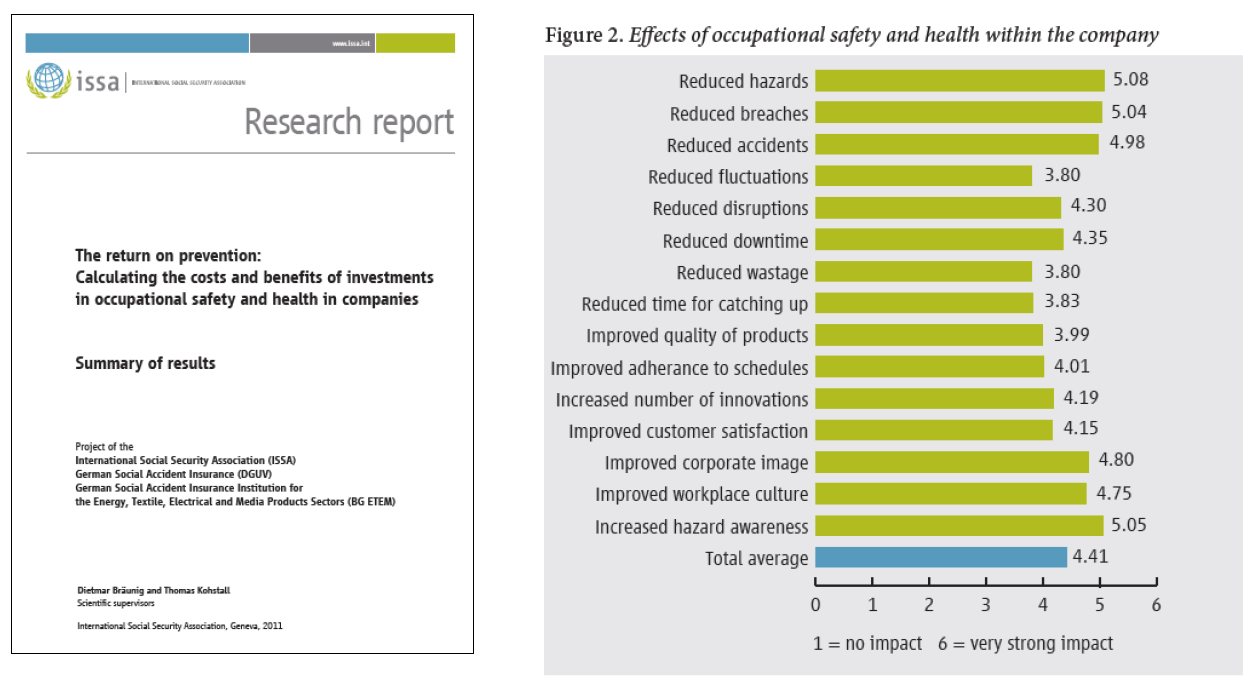 www.issa.int
issa
INTERNATIONAL SOCIAL SECURITY ASSOCIATION
Research report
The return on prevention:
Calculating the costs and benefits of investments
in occupational safety and health in companies
Summary of results
Project of the
International Social Security Association (ISSA)
German Social Accident Insurance (DGUV)
German Social Accident Insurance Institution for
the Energy, Textile, Electrical and Media Products Sectors (BG ETEM)
Dietmar Bräunig and Thomas Kohstall
Scientific supervisors
International Social Security Association, Geneva, 2011
Figure 2. Effects of occupational safety and health within the company
Reduced hazards 5.08
Reduced breaches 5.04
Reduced accidents 4.98
Reduced fluctuations 3.80
Reduced disruptions 4.30
Reduced downtime 4.35
Reduced wastage 3.80
Reduced time for catching up 3.83
Improved quality of products 3.99
Improved adherance to schedules 4.01
Increased number of innovations 4.19
Improved customer satisfaction 4.15
Improved corporate image 4.80
Improved workplace culture 4.75
Increased hazard awareness 5.05
Total average 4.41
0 1 2 3 4 5 6
1 = no impact 6 = very strong impact